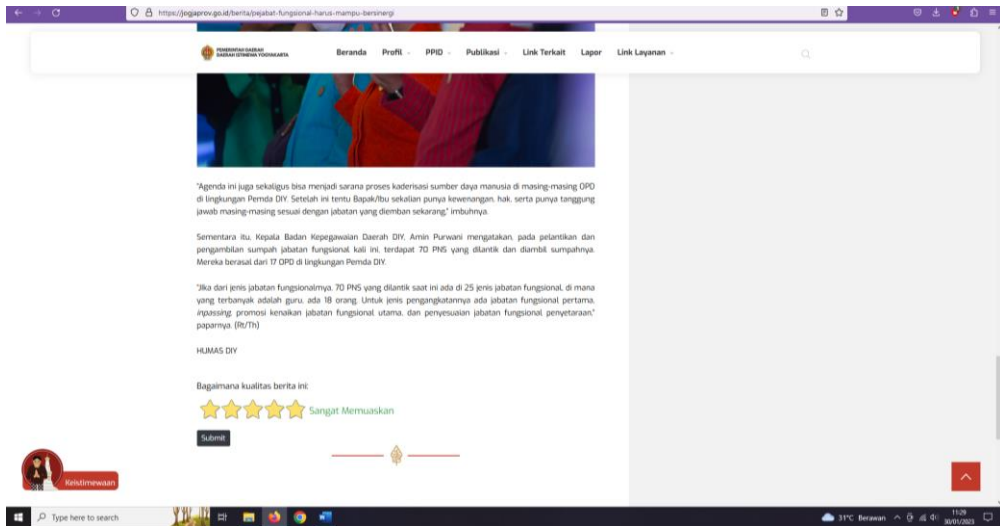 https://jogjaprov.go.id/berita/pejabat-fungsional-harus-mampu-bersinergi
PEMERINTAH DAERAH
DAERAH ISTIMEWA YOGYAKARTA
Beranda Profil PPID Publikasi Link Terkait Lapor Link Layanan
"Agenda ini juga sekaligus bisa menjadi sarana proses kaderisasi sumber daya manusia di masing-masing OPD
di lingkungan Pemda DIY. Setelah ini tentu Bapak/Ibu sekalian punya kewenangan, hak, serta punya tanggung
jawab masing-masing sesuai dengan jabatan yang diemban sekarang," imbuhnya.
Sementara itu, Kepala Badan Kepegawaian Daerah DIY, Amin Purwani mengatakan, pada pelantikan dan
pengambilan sumpah jabatan fungsional kali ini, terdapat 70 PNS yang dilantik dan diambil sumpahnya.
Mereka berasal dari 17 OPD di lingkungan Pemda DIY.
"Jika dari jenis jabatan fungsionalmya, 70 PNS yang dilantik saat ini ada di 25 jenis jabatan fungsional, di mana
yang terbanyak adalah guru, ada 18 orang. Untuk jenis pengangkatannya ada jabatan fungsional pertama,
inpassing, promosi kenaikan jabatan fungsional utama, dan penyesuaian jabatan fungsional penyetaraan,"
paparnya. (Rt/Th)
HUMAS DIY
Bagaimana kualitas berita ini:
Sangat Memuaskan
Submit
Keistimewaan
Type here to search
31°C Berawan
11:29
30/01/2023